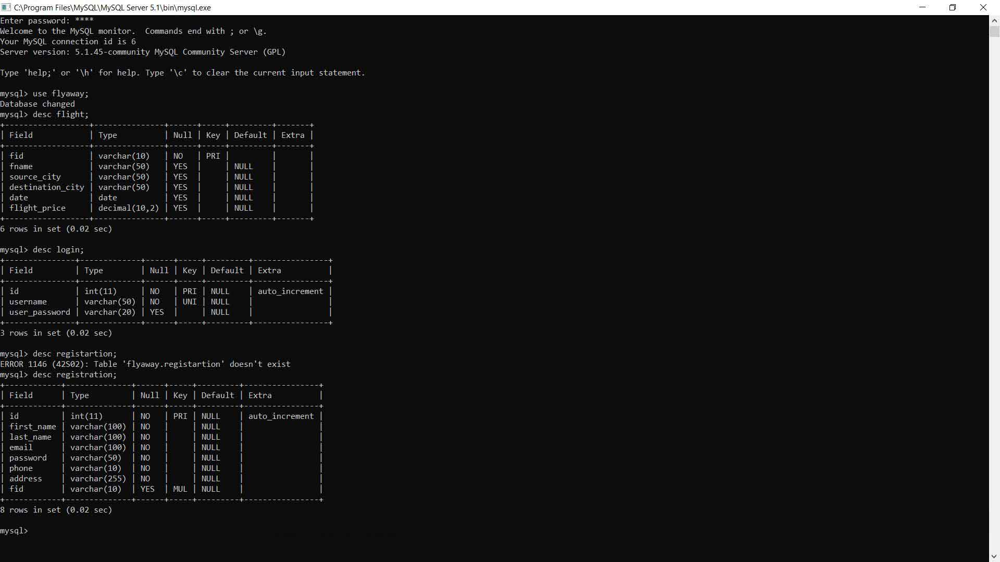 C:\Program Files\MySQL\MySQL Server 5.1\bin\mysql.exe
Enter password: ****
Welcome to the MySQL monitor.  Commands end with ; or \g.
Your MySQL connection id is 6
Server version: 5.1.45-community MySQL Community Server (GPL)

Type 'help;' or '\h' for help. Type '\c' to clear the current input statement.

mysql> use flyaway;
Database changed
mysql> desc flight;
+------------------+---------------+------+-----+---------+-------+
| Field            | Type          | Null | Key | Default | Extra |
+------------------+---------------+------+-----+---------+-------+
| fid              | varchar(10)   | NO   | PRI |         |       |
| fname            | varchar(50)   | YES  |     | NULL    |       |
| source_city      | varchar(50)   | YES  |     | NULL    |       |
| destination_city | varchar(50)   | YES  |     | NULL    |       |
| date             | date          | YES  |     | NULL    |       |
| flight_price     | decimal(10,2) | YES  |     | NULL    |       |
+------------------+---------------+------+-----+---------+-------+
6 rows in set (0.02 sec)

mysql> desc login;
+---------------+-------------+------+-----+---------+----------------+
| Field         | Type        | Null | Key | Default | Extra          |
+---------------+-------------+------+-----+---------+----------------+
| id            | int(11)     | NO   | PRI | NULL    | auto_increment |
| username      | varchar(50) | NO   | UNI | NULL    |                |
| user_password | varchar(20) | YES  |     | NULL    |                |
+---------------+-------------+------+-----+---------+----------------+
3 rows in set (0.02 sec)

mysql> desc registartion;
ERROR 1146 (42S02): Table 'flyaway.registartion' doesn't exist
mysql> desc registration;
+------------+--------------+------+-----+---------+----------------+
| Field      | Type         | Null | Key | Default | Extra          |
+------------+--------------+------+-----+---------+----------------+
| id         | int(11)      | NO   | PRI | NULL    | auto_increment |
| first_name | varchar(100) | NO   |     | NULL    |                |
| last_name  | varchar(100) | NO   |     | NULL    |                |
| email      | varchar(100) | NO   |     | NULL    |                |
| password   | varchar(50)  | NO   |     | NULL    |                |
| phone      | varchar(10)  | NO   |     | NULL    |                |
| address    | varchar(255) | NO   |     | NULL    |                |
| fid        | varchar(10)  | YES  | MUL | NULL    |                |
+------------+--------------+------+-----+---------+----------------+
8 rows in set (0.02 sec)

mysql>